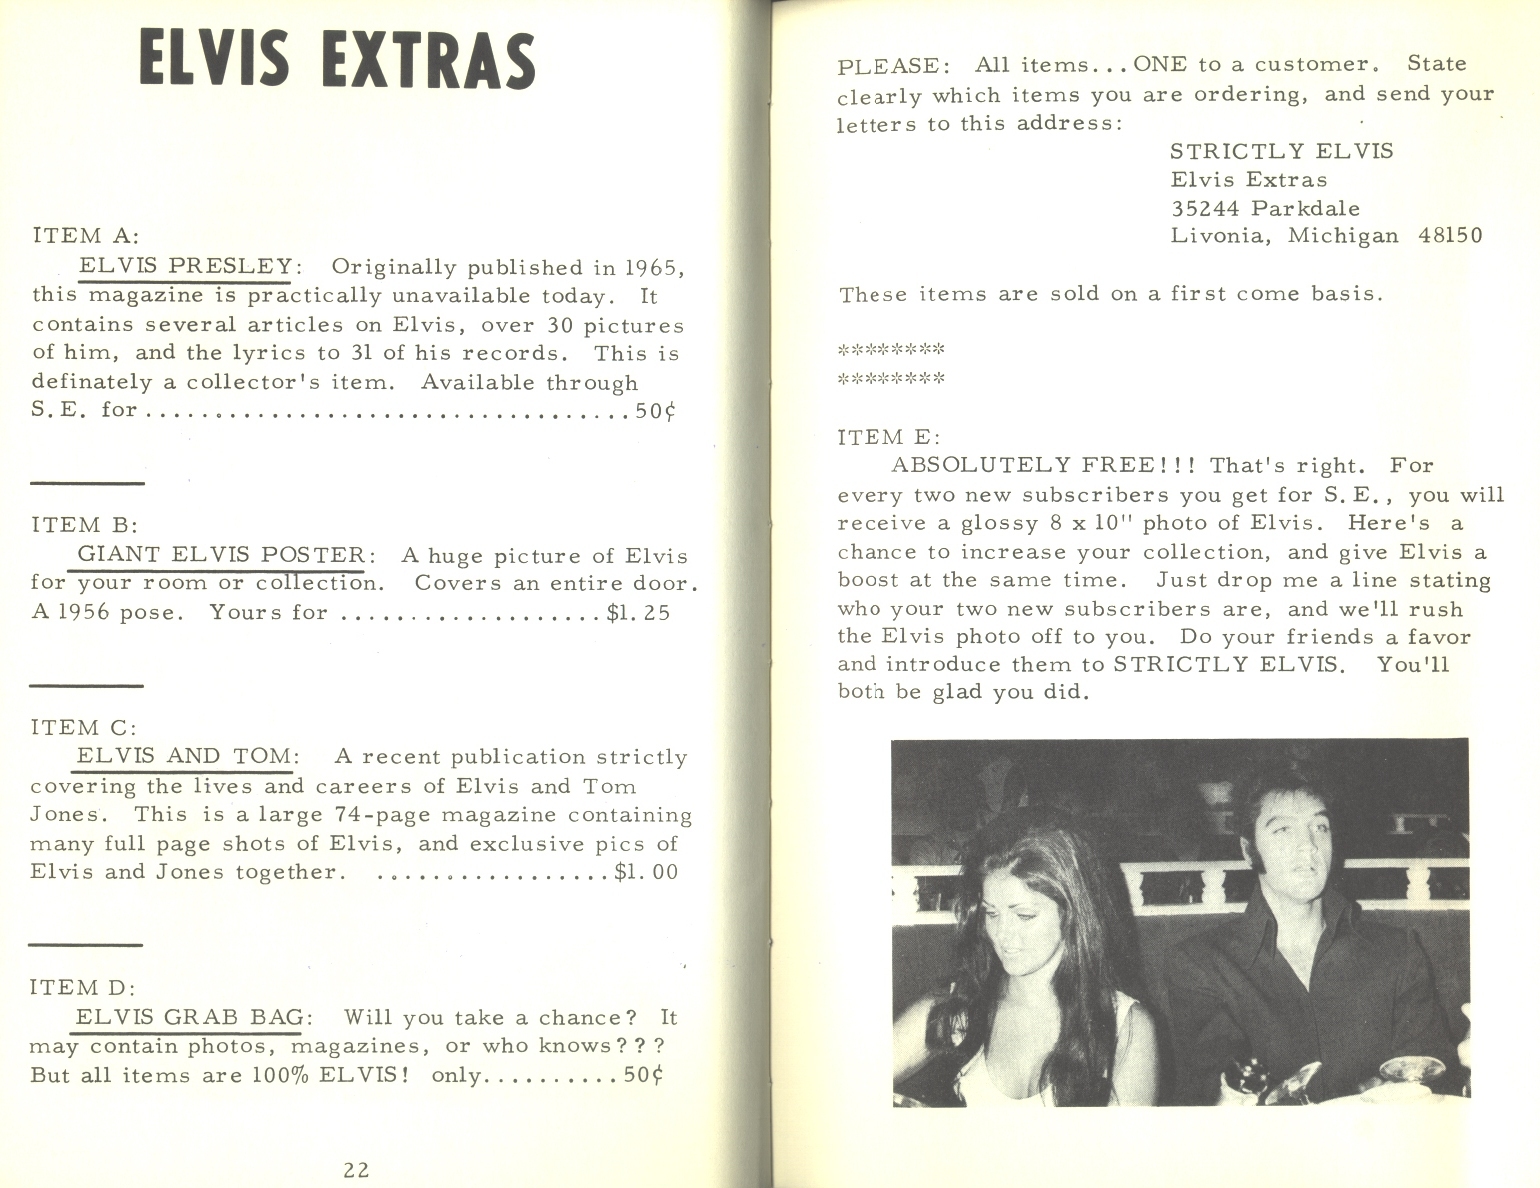 ELVIS EXTRAS
ITEM A:
ELVIS PRESLEY: Originally published in 1965,
this magazine is practically unavailable today. It
contains several articles on Elvis, over 30 pictures
of him, and the lyrics to 31 of his records. This is
definately a collector's item. Available through
S.E. for ...................................50¢
ITEM B:
GIANT ELVIS POSTER: A huge picture of Elvis
for your room or collection. Covers an entire door.
A 1956 pose. Yours for ...................$1.25
ITEM C:
ELVIS AND TOM: A recent publication strictly
covering the lives and careers of Elvis and Tom
Jones. This is a large 74-page magazine containing
many full page shots of Elvis, and exclusive pics of
Elvis and Jones together. .................$1.00
ITEM D:
ELVIS GRAB BAG: Will you take a chance? It
may contain photos, magazines, or who knows???
But all items are 100% ELVIS! only..........50¢
22
PLEASE: All items...ONE to a customer. State
clearly which items you are ordering, and send your
letters to this address:
STRICTLY ELVIS
Elvis Extras
35244 Parkdale
Livonia, Michigan 48150
These items are sold on a first come basis.
********
********
ITEM E:
ABSOLUTELY FREE!!! That's right. For
every two new subscribers you get for S.E., you will
receive a glossy 8 x 10" photo of Elvis. Here's a
chance to increase your collection, and give Elvis a
boost at the same time. Just drop me a line stating
who your two new subscribers are, and we'll rush
the Elvis photo off to you. Do your friends a favor
and introduce them to STRICTLY ELVIS. You'll
both be glad you did.